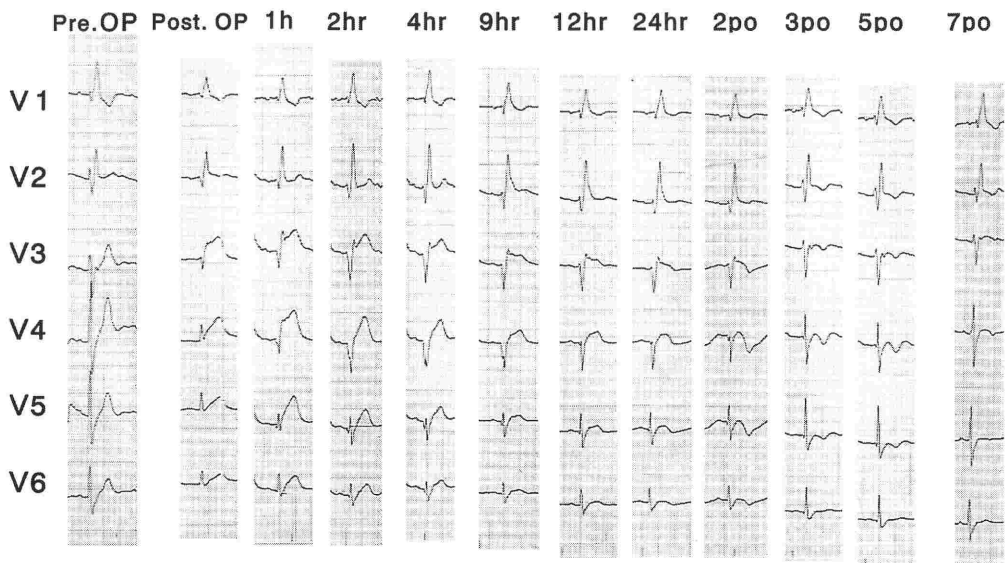 Pre.OP Post. OP 1h 2hr 4hr 9hr 12hr 24hr 2po 3po 5po 7po
V1
V2
V3
V4
V5
V6